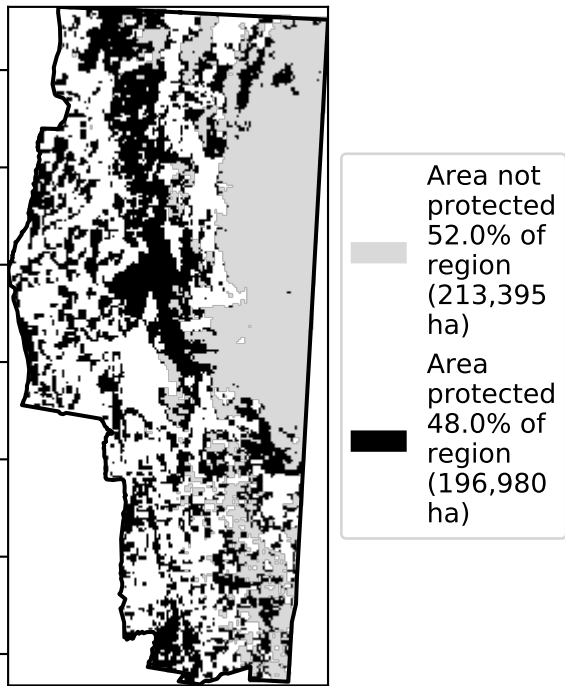 Area not
protected
52.0% of
region
(213,395
ha)
Area
protected
48.0% of
region
(196,980
ha)